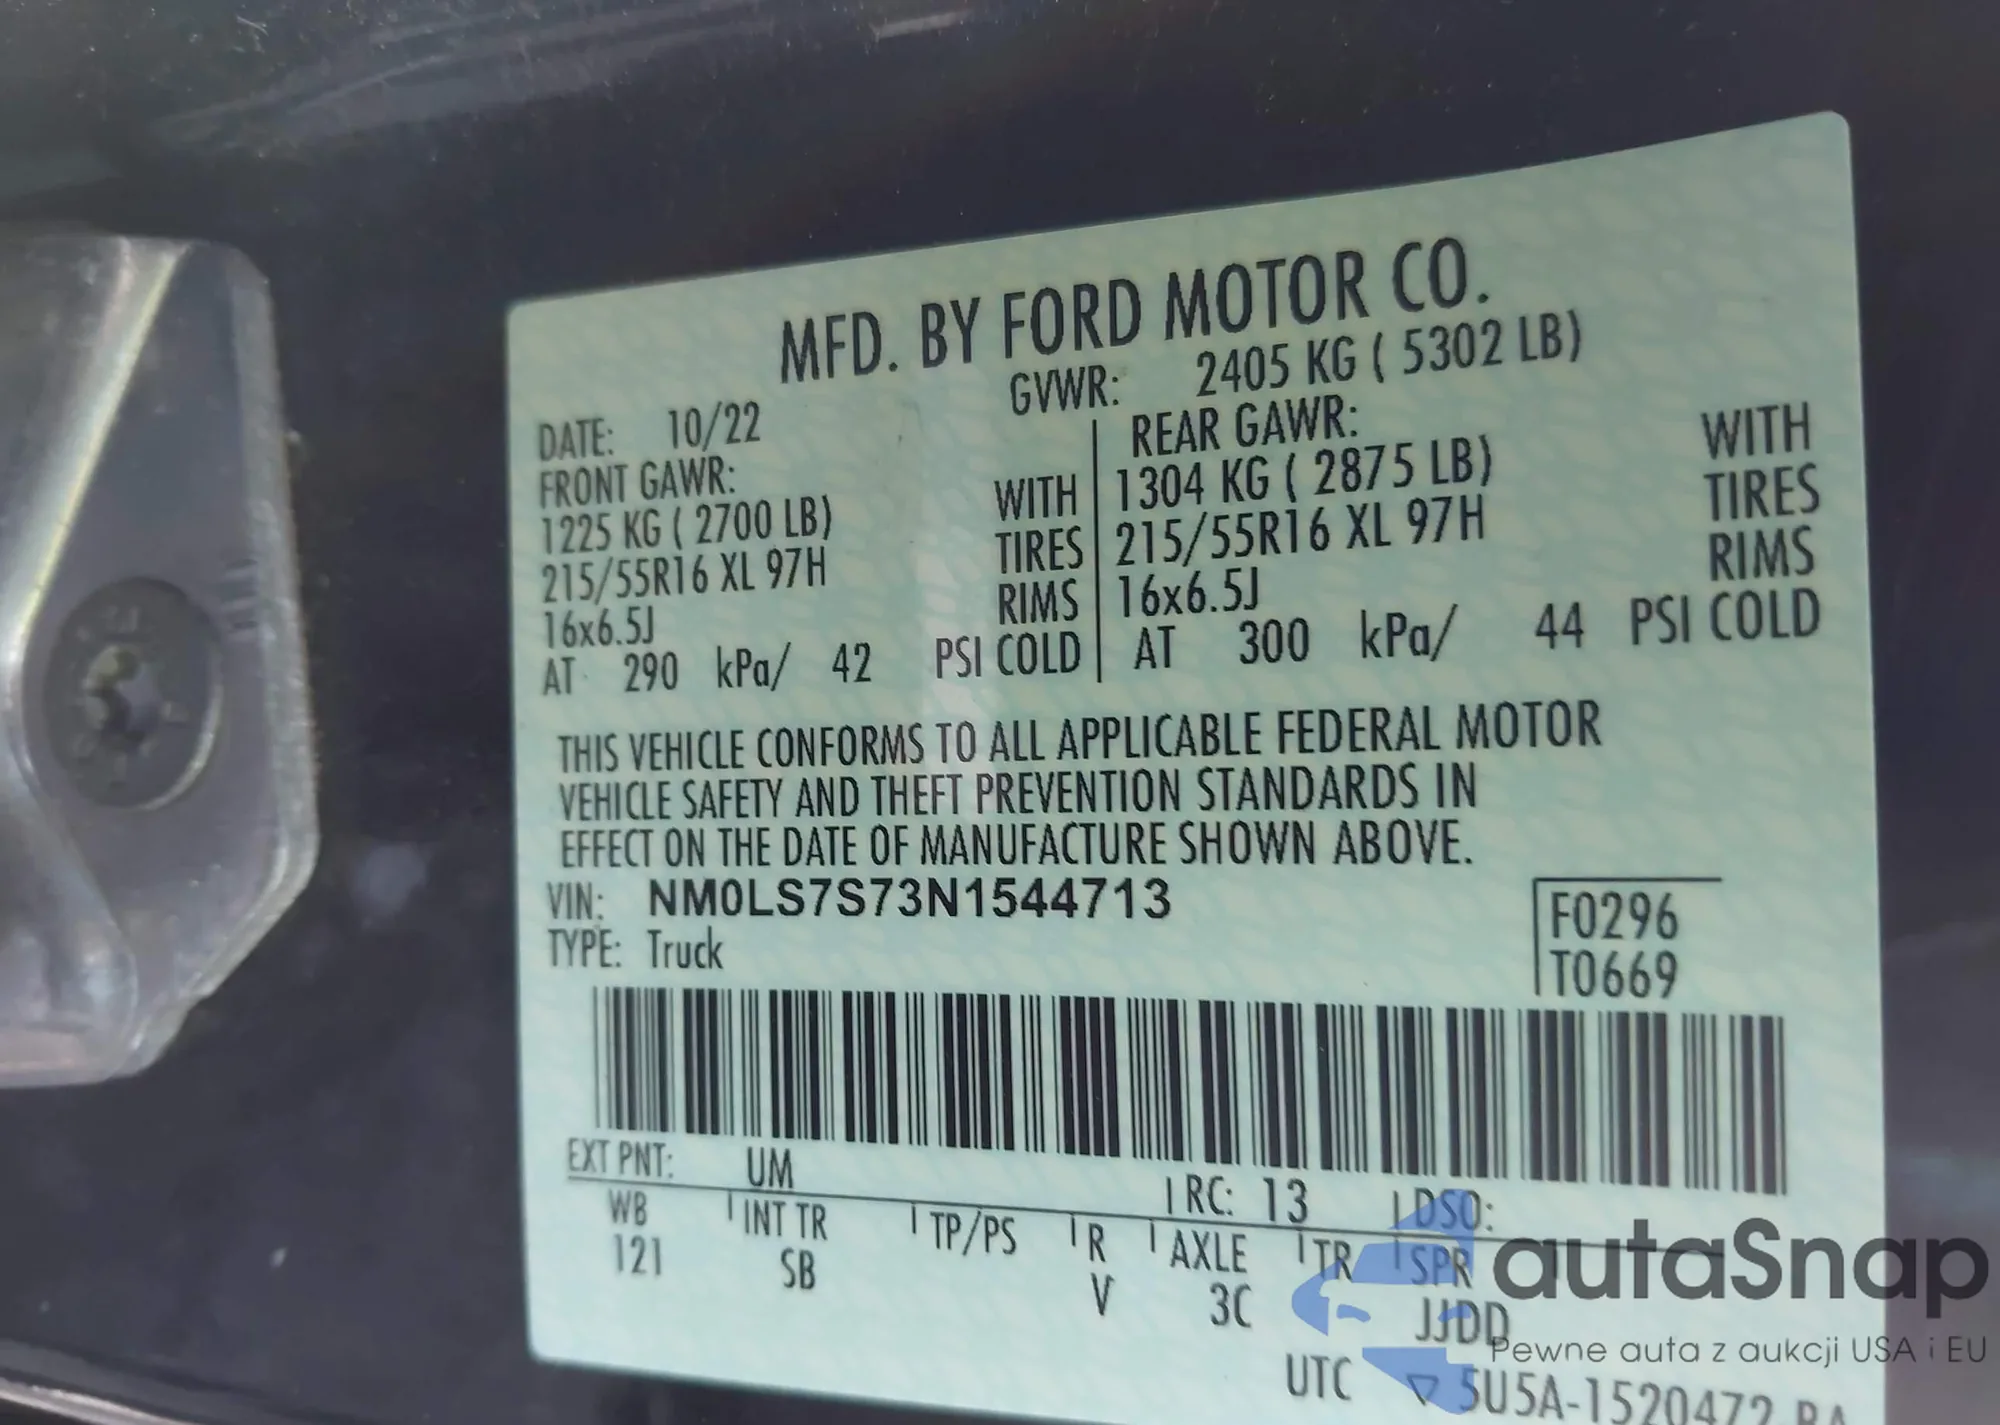 MFD. BY FORD MOTOR CO.
DATE: 10/22 GVWR: 2405 KG ( 5302 LB)
FRONT GAWR: REAR GAWR:
1225 KG ( 2700 LB) WITH 1304 KG ( 2875 LB) WITH
215/55R16 XL 97H TIRES 215/55R16 XL 97H TIRES
16x6.5J RIMS 16x6.5J RIMS
AT 290 kPa/ 42 PSI COLD AT 300 kPa/ 44 PSI COLD
THIS VEHICLE CONFORMS TO ALL APPLICABLE FEDERAL MOTOR
VEHICLE SAFETY AND THEFT PREVENTION STANDARDS IN
EFFECT ON THE DATE OF MANUFACTURE SHOWN ABOVE.
VIN: NM0LS7S73N1544713 F0296
TYPE: Truck T0669
EXT PNT: UM RC: 13 DSO:
WB INT TR TP/PS R AXLE TR SPR
121 SB V 3C JJDD
UTC 5U5A-1520472
autaSnap
Pewne auta z aukcji USA i EU